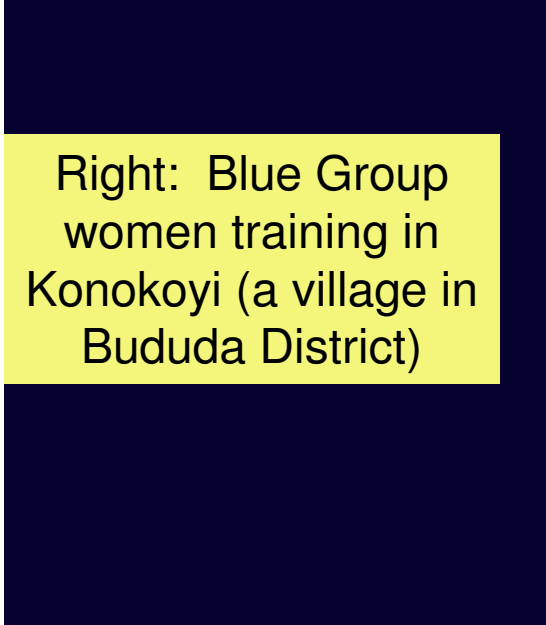 Right:  Blue Group
women training in
Konokoyi (a village in
Bududa District)